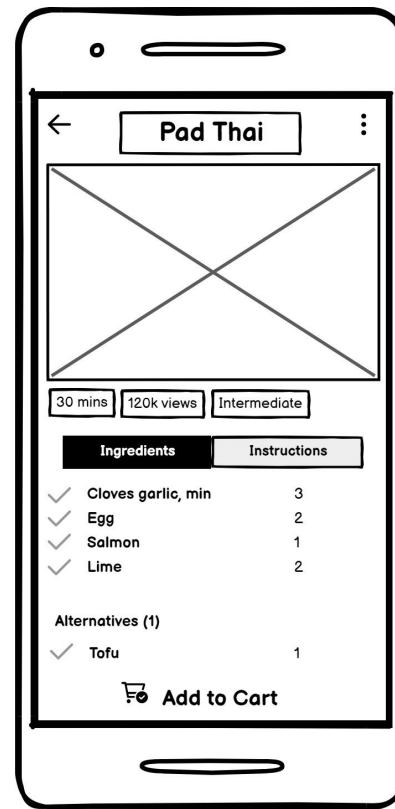 Pad Thai
30 mins 120k views Intermediate
Ingredients Instructions
Cloves garlic, min 3
Egg 2
Salmon 1
Lime 2
Alternatives (1)
Tofu 1
Add to Cart